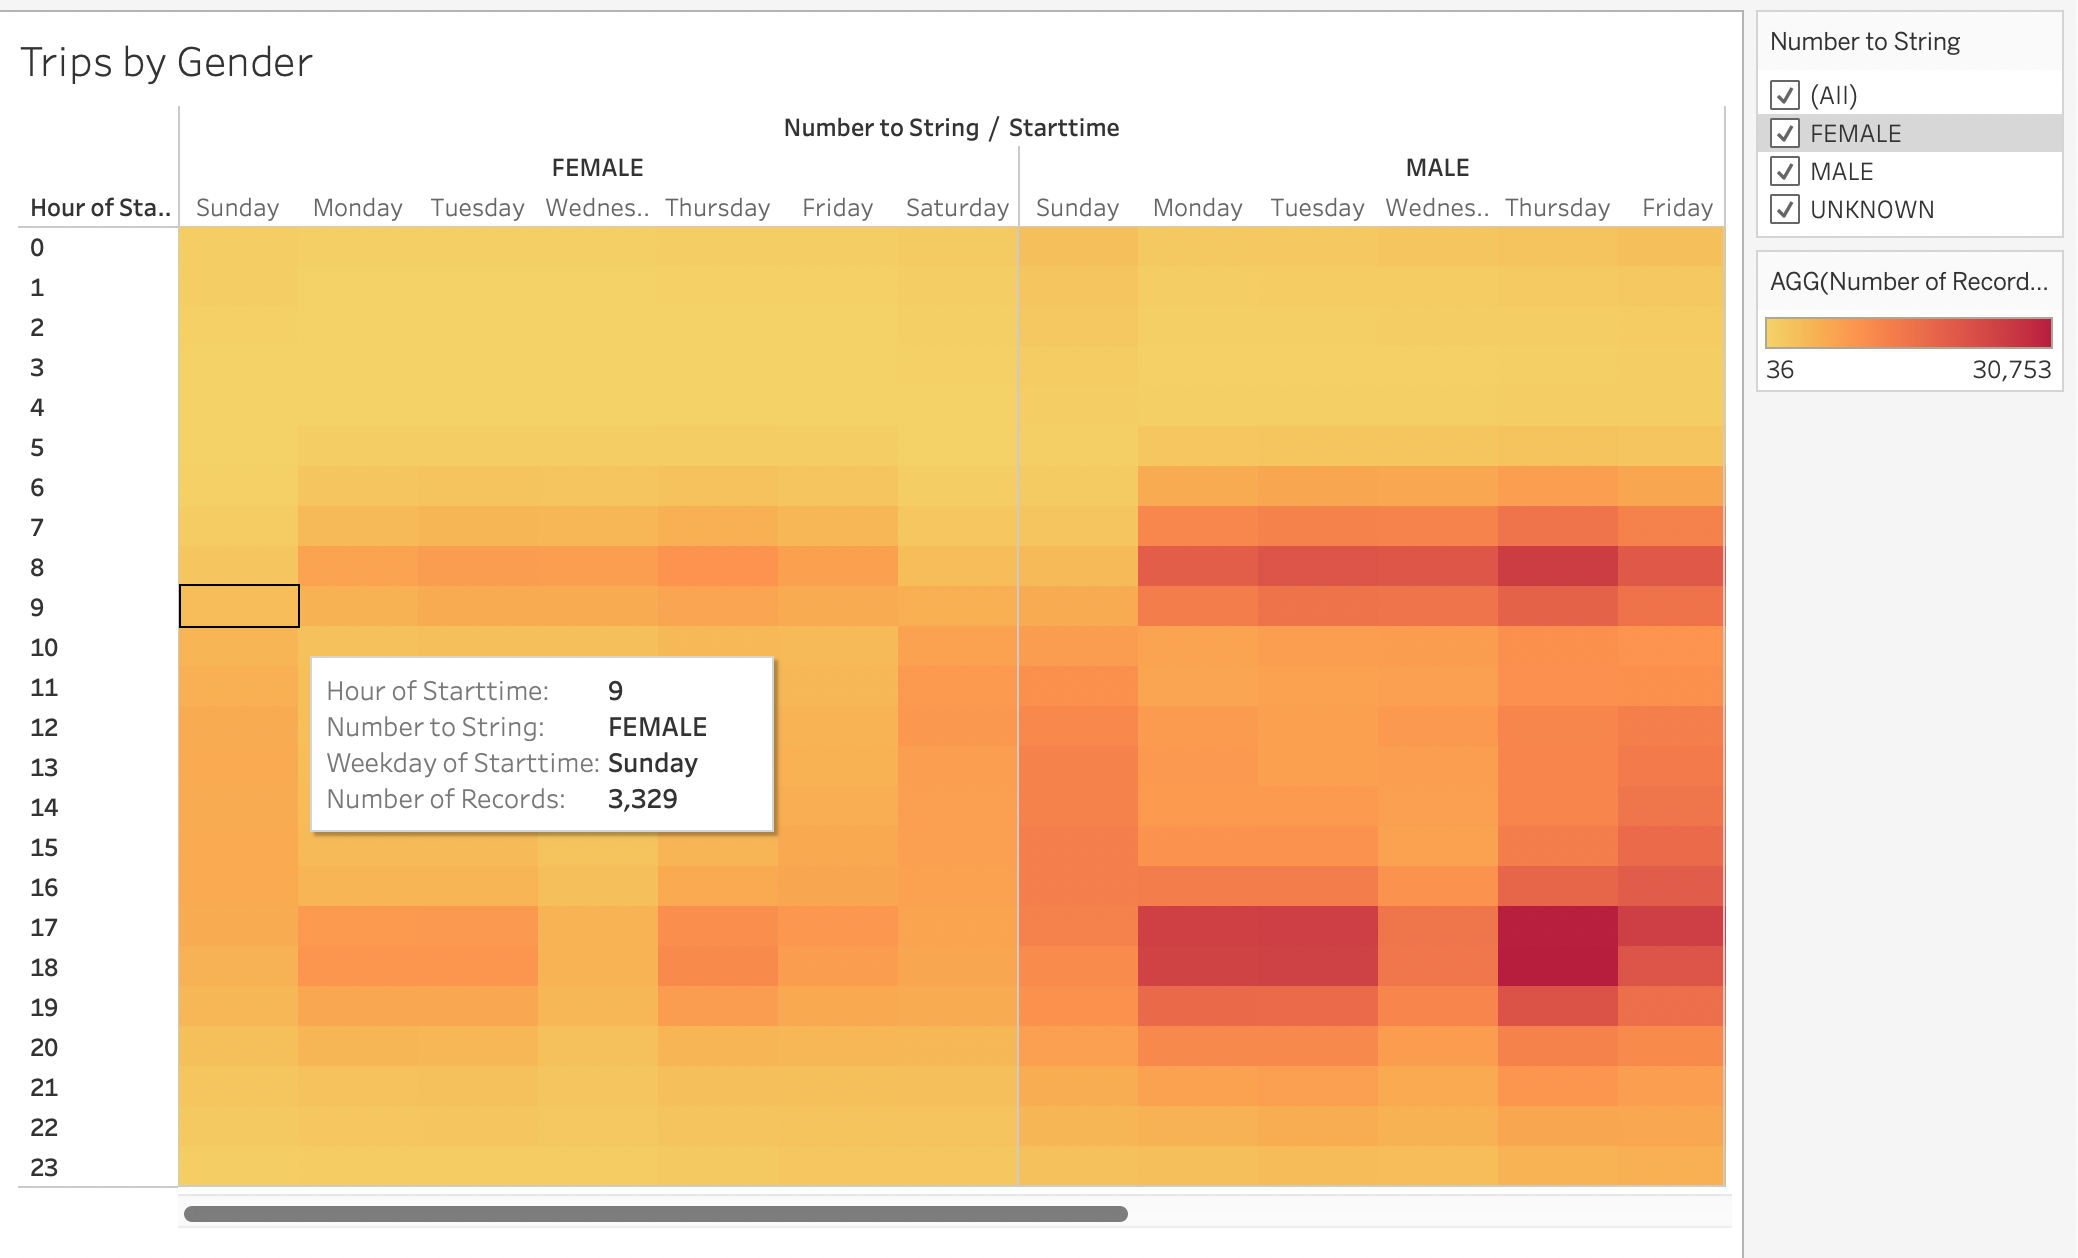 Trips by Gender
Number to String / Starttime
FEMALE MALE
Hour of Sta.. Sunday Monday Tuesday Wednes.. Thursday Friday Saturday Sunday Monday Tuesday Wednes.. Thursday Friday
0
1
2
3
4
5
6
7
8
9
10
11
12
13
14
15
16
17
18
19
20
21
22
23
Hour of Starttime: 9
Number to String: FEMALE
Weekday of Starttime: Sunday
Number of Records: 3,329
Number to String
(All)
FEMALE
MALE
UNKNOWN
AGG(Number of Record...
36 30,753